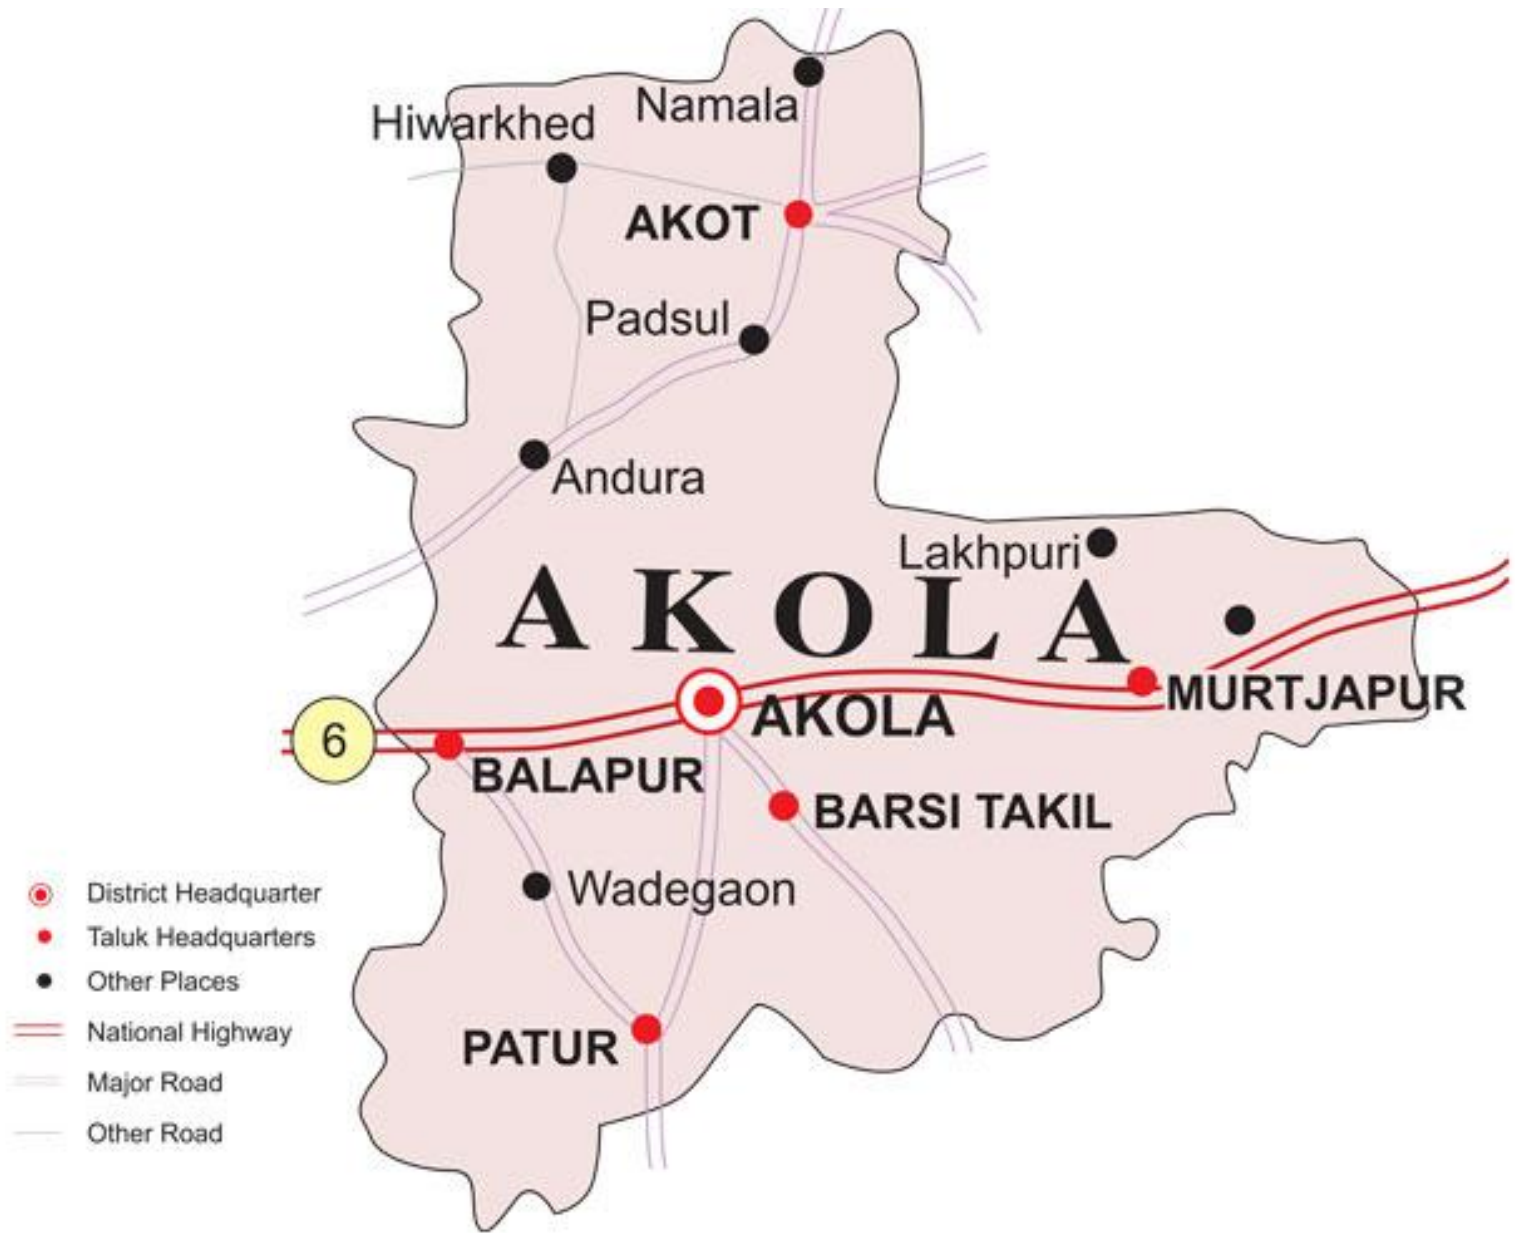 Namala
Hiwarkhed
AKOT
Padsul
Andura
Lakhpuri
AKOLA
MURTJAPUR
AKOLA
6
BALAPUR
BARSI TAKIL
Wadegaon
PATUR
District Headquarter
Taluk Headquarters
Other Places
National Highway
Major Road
Other Road